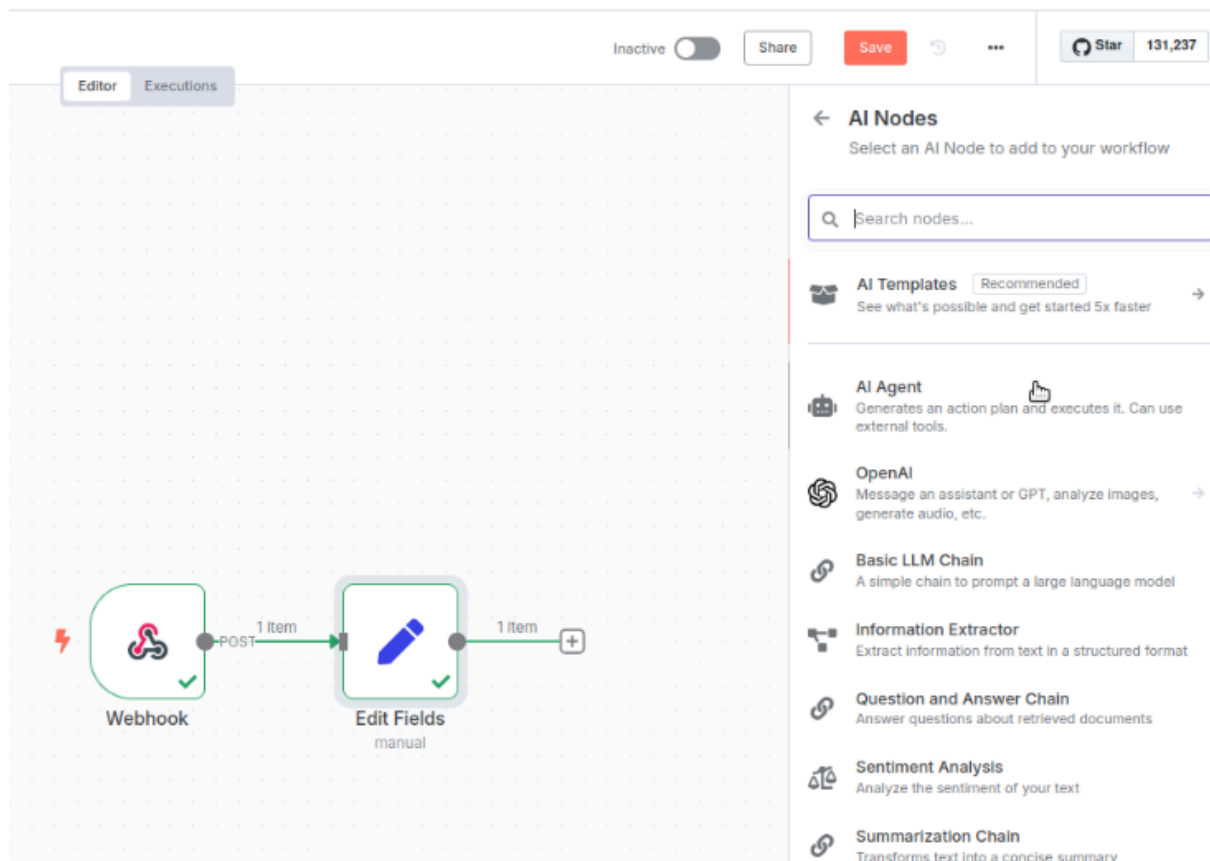 Inactive
Share
Save
Star
131,237
Editor
Executions
AI Nodes
Select an AI Node to add to your workflow
Search nodes...
AI Templates
Recommended
See what's possible and get started 5x faster
AI Agent
Generates an action plan and executes it. Can use
external tools.
OpenAI
Message an assistant or GPT, analyze images,
generate audio, etc.
Basic LLM Chain
A simple chain to prompt a large language model
Information Extractor
Extract information from text in a structured format
Question and Answer Chain
Answer questions about retrieved documents
Sentiment Analysis
Analyze the sentiment of your text
Summarization Chain
Transforms text into a concise summary
POST
1 item
1 item
Webhook
Edit Fields
manual